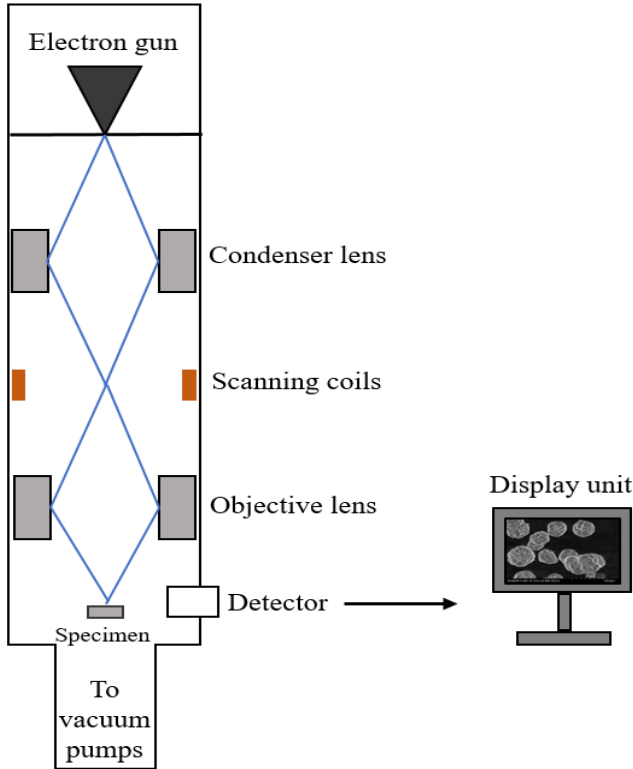 Electron gun
Condenser lens
Scanning coils
Objective lens
Display unit
Detector
Specimen
To
vacuum
pumps